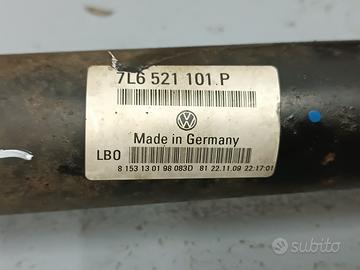 7L6 521 101.P
Made in Germany
LBO
8 153 13 01 98 083D 81 22.11.09 22:17:01
subito